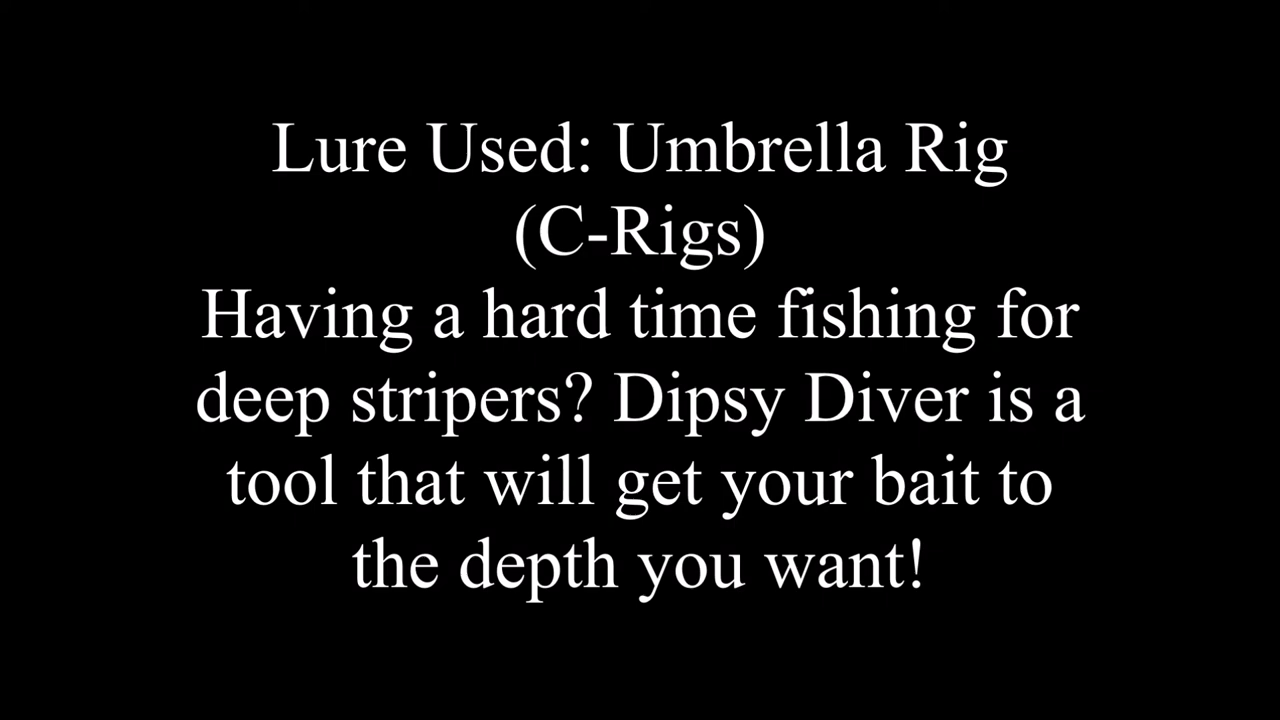 Lure Used: Umbrella Rig
(C-Rigs)
Having a hard time fishing for
deep stripers? Dipsy Diver is a
tool that will get your bait to
the depth you want!